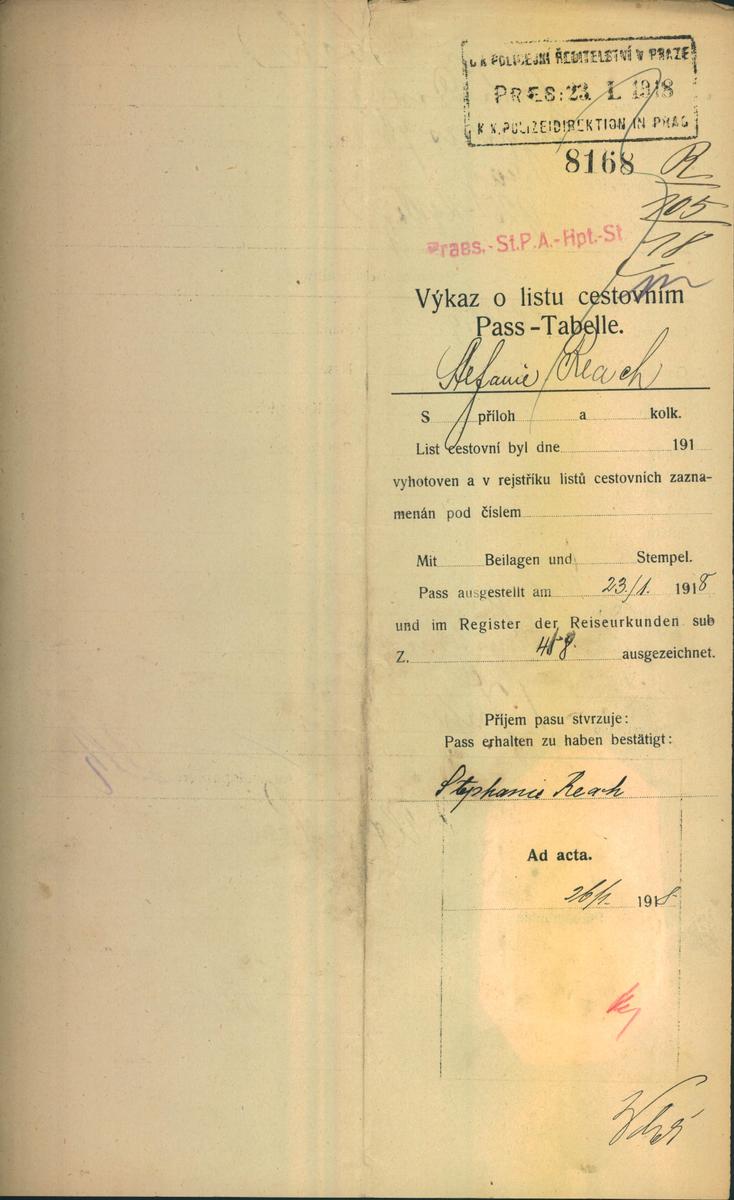 C. K. POLICEJNÍ ŘEDITELSTVÍ V PRAZE
PRES: 23. I. 1918
K. K. POLIZEIDIREKTION IN PRAG
8168
R
105
18
Praes.-St.P.A.-Hpt.-St
Výkaz o listu cestovním
Pass-Tabelle.
Stefanie Reach
S příloh a kolk.
List cestovní byl dne 191
vyhotoven a v rejstříku listů cestovních zazna-
menán pod číslem
Mit Beilagen und Stempel.
Pass ausgestellt am 23./1. 1918
und im Register der Reiseurkunden sub
Z. ausgezeichnet.
Příjem pasu stvrzuje:
Pass erhalten zu haben bestätigt:
Stephanie Reach
Ad acta.
26/1. 1918